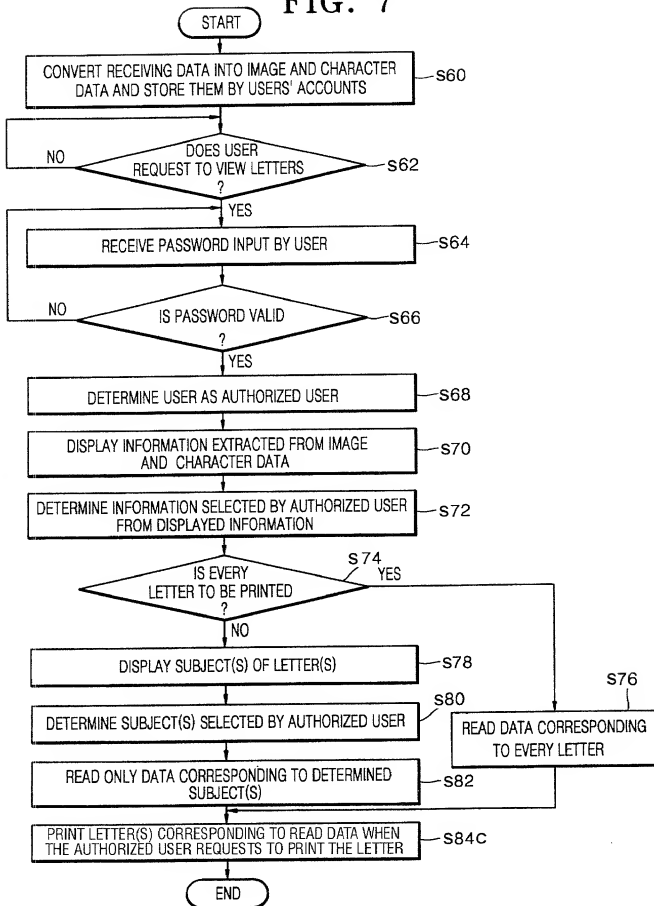 FIG. 7
START
CONVERT RECEIVING DATA INTO IMAGE AND CHARACTER
DATA AND STORE THEM BY USERS' ACCOUNTS
S60
DOES USER
REQUEST TO VIEW LETTERS
?
NO
S62
YES
RECEIVE PASSWORD INPUT BY USER
S64
IS PASSWORD VALID
?
NO
S66
YES
DETERMINE USER AS AUTHORIZED USER
S68
DISPLAY INFORMATION EXTRACTED FROM IMAGE
AND CHARACTER DATA
S70
DETERMINE INFORMATION SELECTED BY AUTHORIZED USER
FROM DISPLAYED INFORMATION
S72
IS EVERY
LETTER TO BE PRINTED
?
S74
YES
NO
DISPLAY SUBJECT(S) OF LETTER(S)
S78
S76
READ DATA CORRESPONDING
TO EVERY LETTER
DETERMINE SUBJECT(S) SELECTED BY AUTHORIZED USER
S80
READ ONLY DATA CORRESPONDING TO DETERMINED
SUBJECT(S)
S82
PRINT LETTER(S) CORRESPONDING TO READ DATA WHEN
THE AUTHORIZED USER REQUESTS TO PRINT THE LETTER
S84C
END